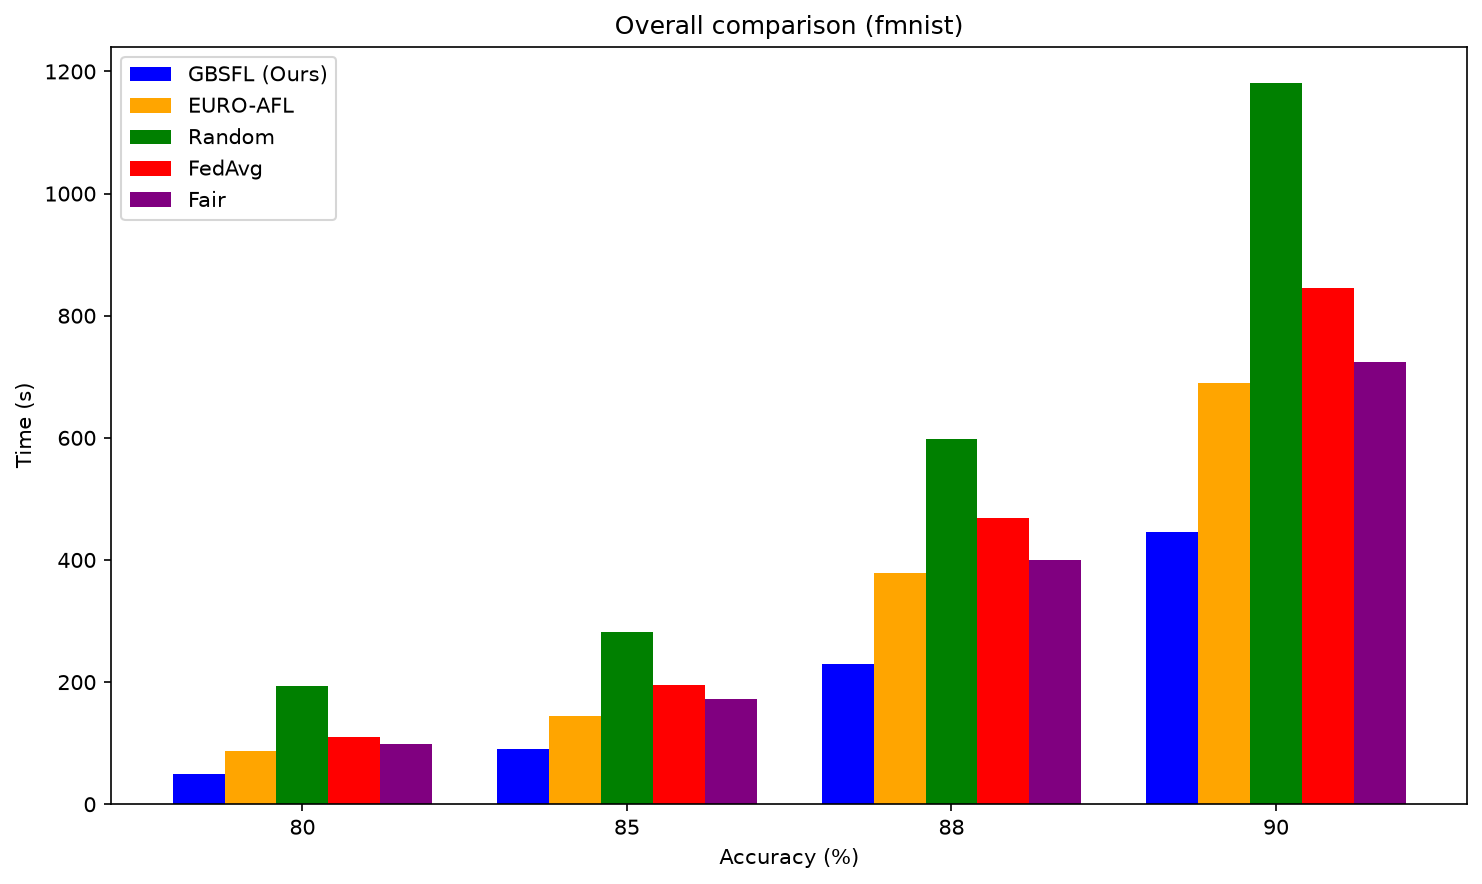 Overall comparison (fmnist)
GBSFL (Ours)
EURO-AFL
Random
FedAvg
Fair
1200
1000
800
600
400
200
0
Time (s)
80
85
88
90
Accuracy (%)